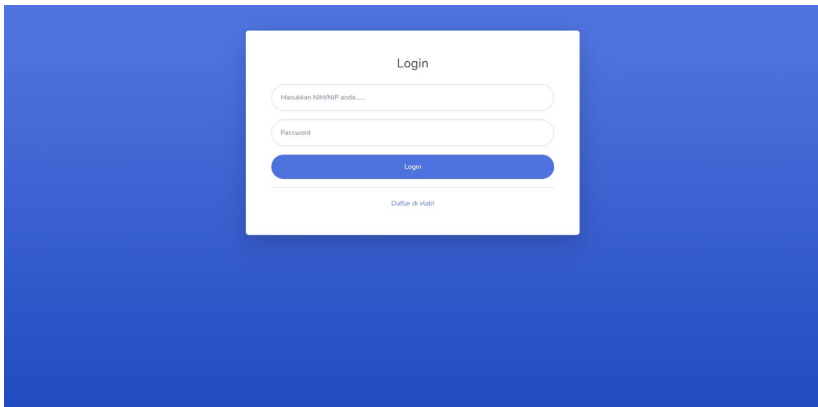 Login
Masukkan NIM/NIP anda......
Password
Login
Daftar di vlab!